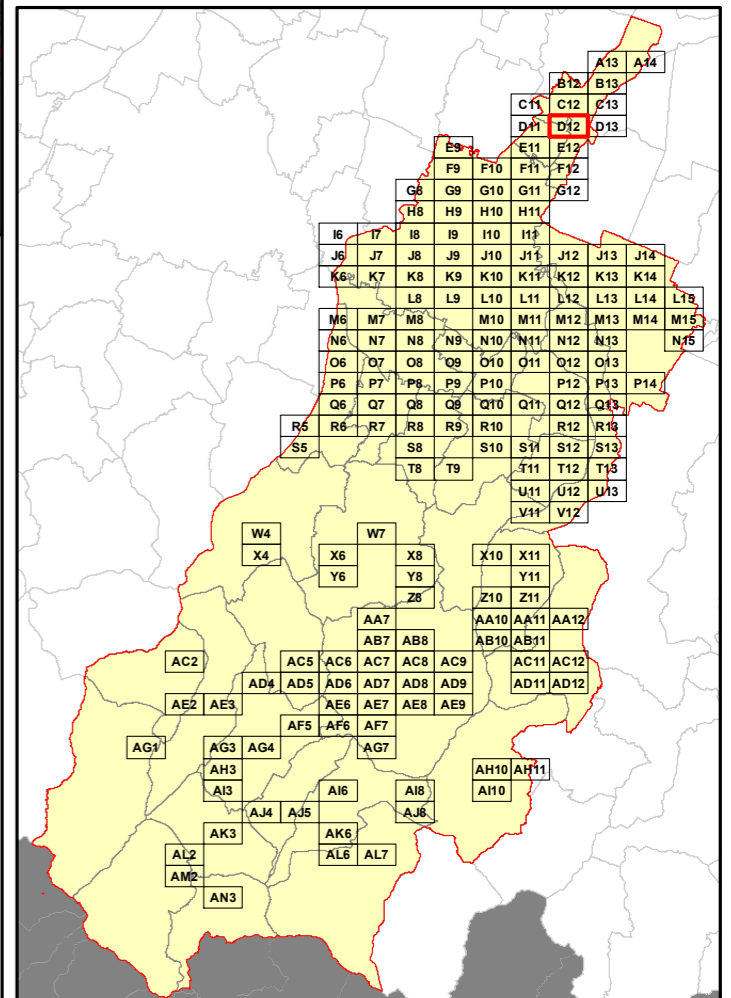 A13 A14
B12 B13
C11 C12 C13
D11 D12 D13
E9 E11 E12
F9 F10 F11 F12
G8 G9 G10 G11 G12
H8 H9 H10 H11
I6 I7 I8 I9 I10 I11
J6 J7 J8 J9 J10 J11 J12 J13 J14
K6 K7 K8 K9 K10 K11 K12 K13 K14
L8 L9 L10 L11 L12 L13 L14 L15
M6 M7 M8 M10 M11 M12 M13 M14 M15
N6 N7 N8 N9 N10 N11 N12 N13 N15
O6 O7 O8 O9 O10 O11 O12 O13
P6 P7 P8 P9 P10 P12 P13 P14
Q6 Q7 Q8 Q9 Q10 Q11 Q12 Q13
R5 R6 R7 R8 R9 R10 R12 R13
S5 S8 S10 S11 S12 S13
T8 T9 T11 T12 T13
U11 U12 U13
V11 V12
W4 W7
X4 X6 X8 X10 X11
Y6 Y8 Y11
Z8 Z10 Z11
AA7 AA10 AA11 AA12
AB7 AB8 AB10 AB11
AC2 AC5 AC6 AC7 AC8 AC9 AC11 AC12
AD4 AD5 AD6 AD7 AD8 AD9 AD11 AD12
AE2 AE3 AE6 AE7 AE8 AE9
AF5 AF6 AF7
AG1 AG3 AG4 AG7
AH3 AH10 AH11
AI3 AI6 AI8 AI10
AJ4 AJ5 AJ8
AK3 AK6
AL2 AL6 AL7
AM2
AN3